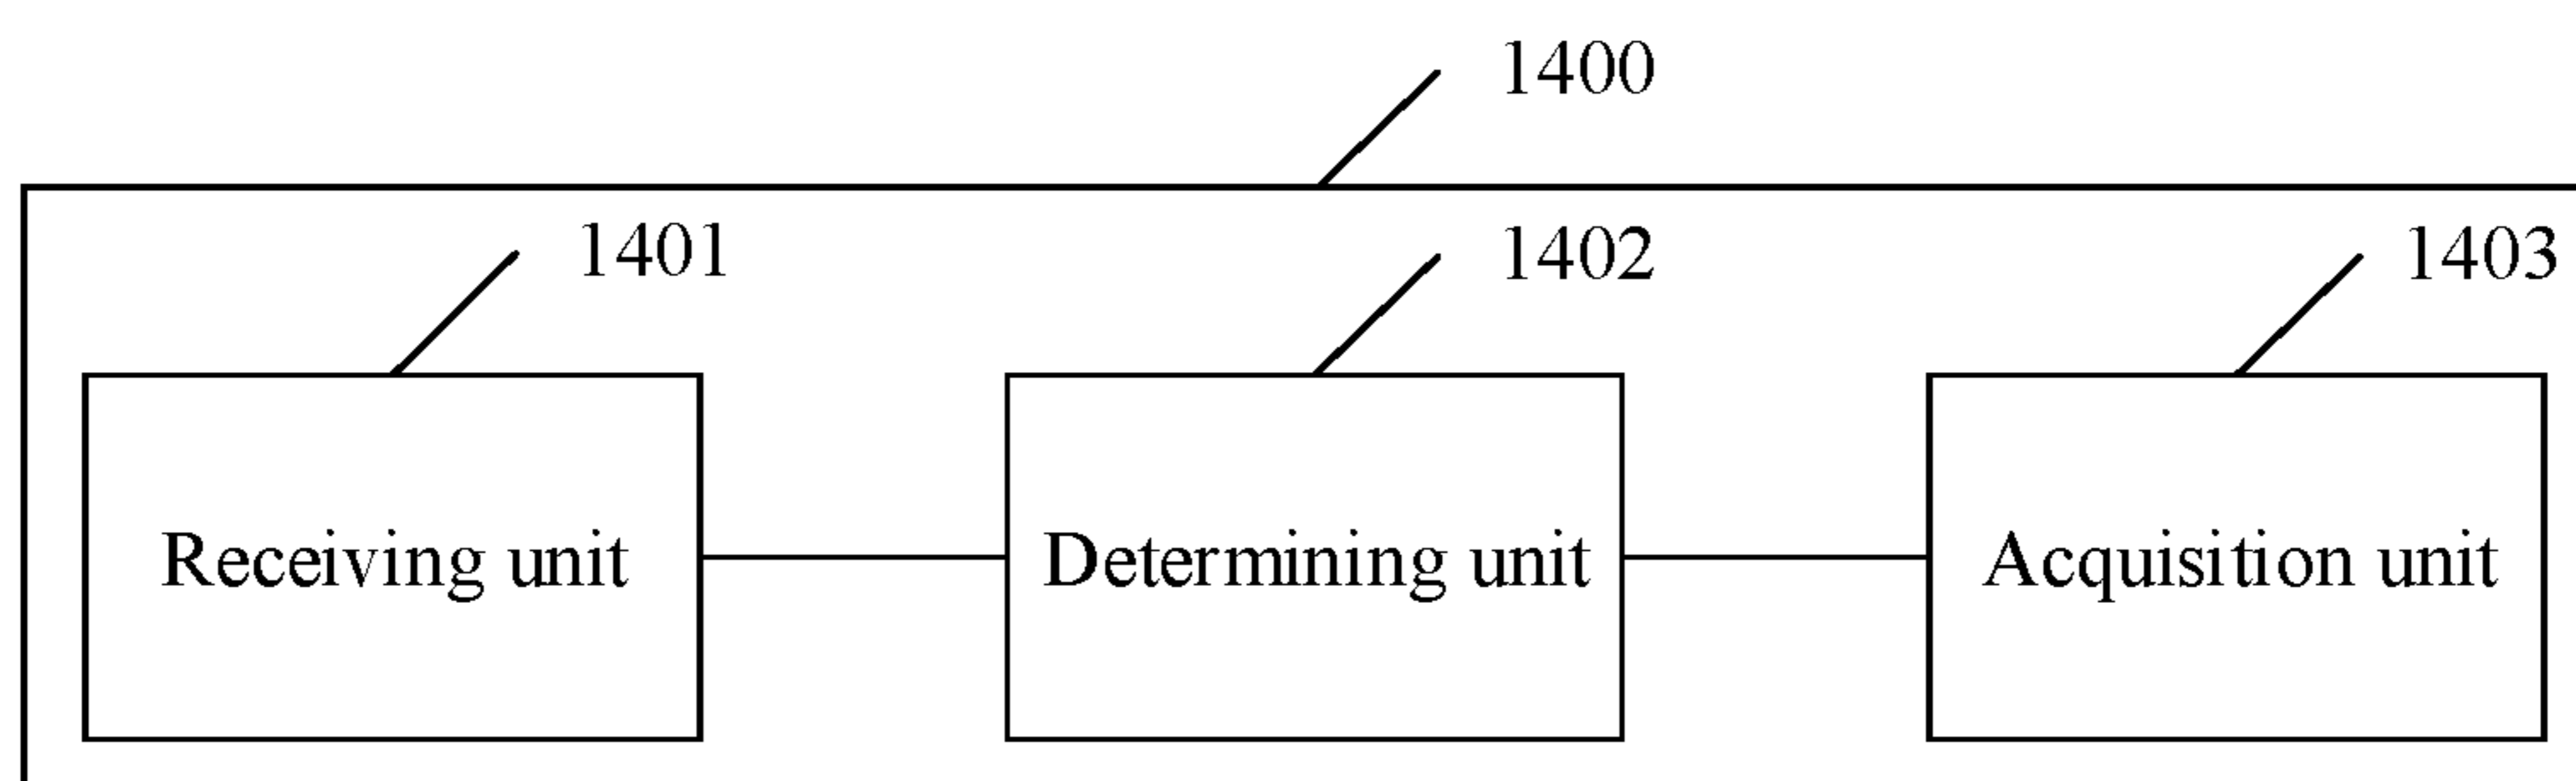 1400
1401
1402
1403
Receiving unit
Determining unit
Acquisition unit